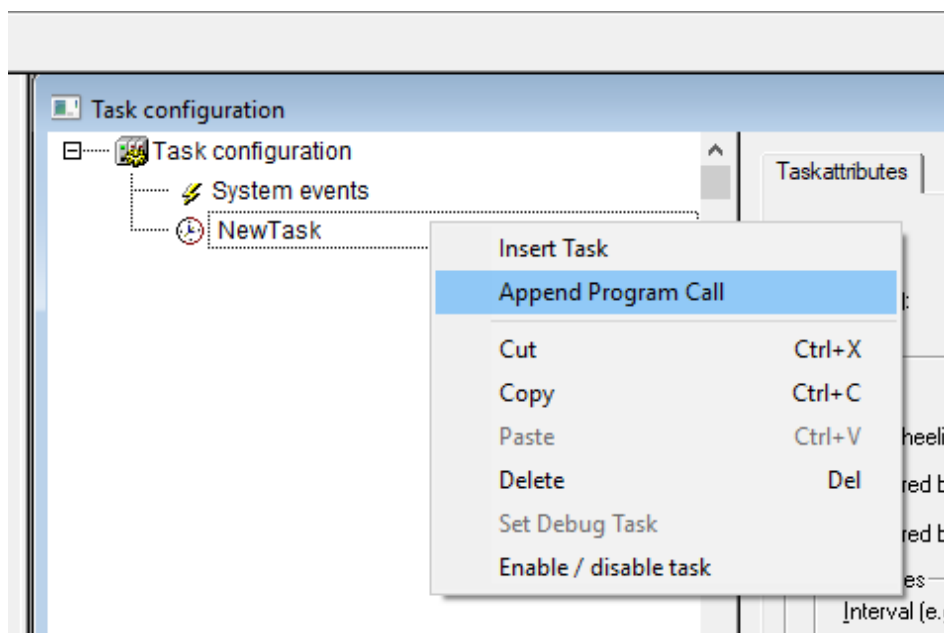 Task configuration
Task configuration
System events
NewTask
Taskattributes
Insert Task
Append Program Call
Cut Ctrl+X
Copy Ctrl+C
Paste Ctrl+V
Delete Del
Set Debug Task
Enable / disable task
Interval (e.